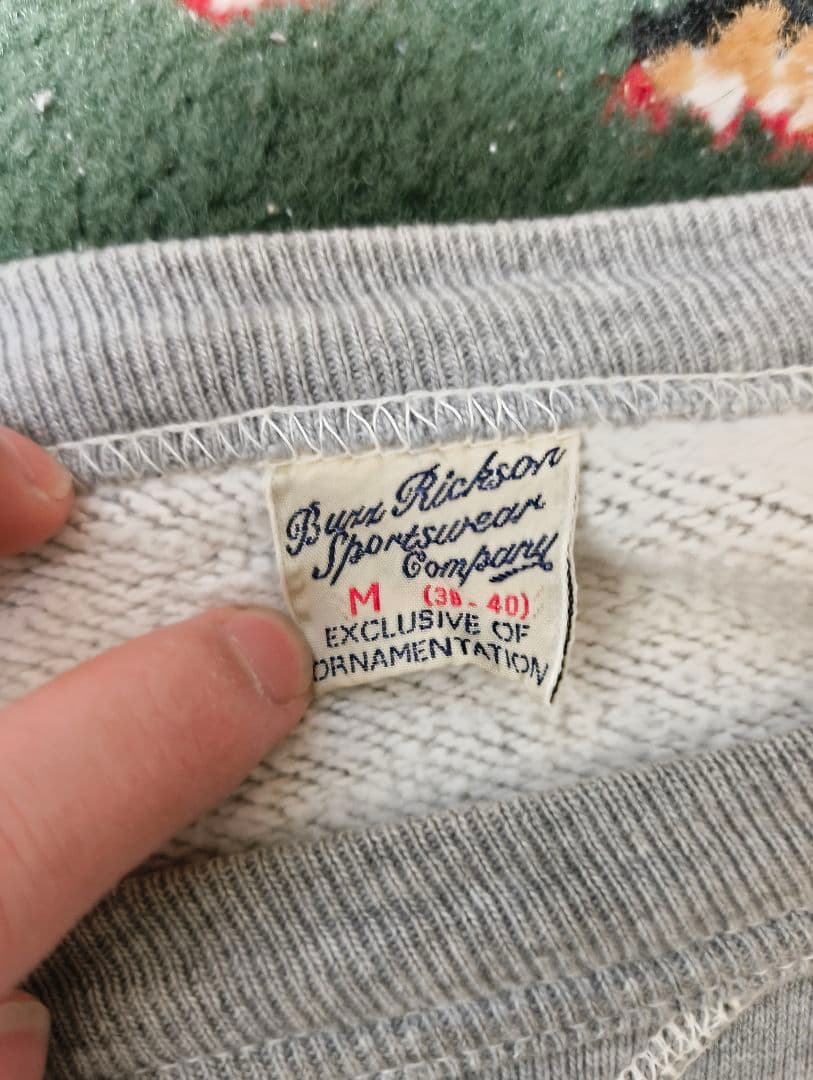 Buzz Rickson
Sportswear
Company
M (38-40)
EXCLUSIVE OF
ORNAMENTATION